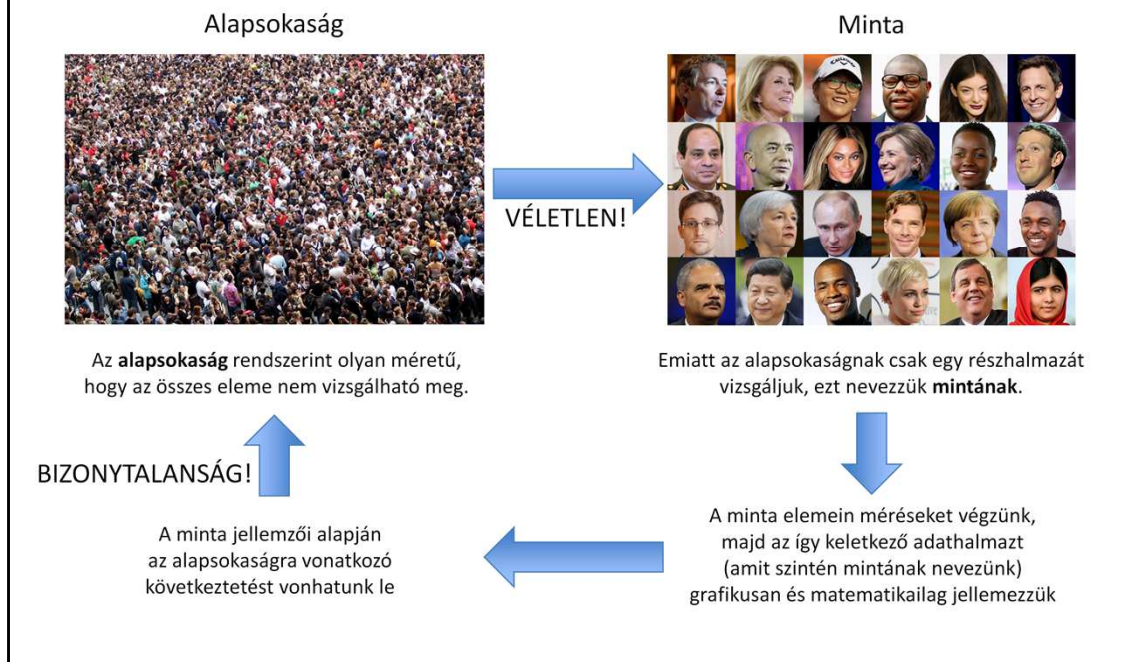 Alapsokaság
Minta
VÉLETLEN!
Az alapsokaság rendszerint olyan méretű,
hogy az összes eleme nem vizsgálható meg.
Emiatt az alapsokaságnak csak egy részhalmazát
vizsgáljuk, ezt nevezzük mintának.
BIZONYTALANSÁG!
A minta jellemzői alapján
az alapsokaságra vonatkozó
következtetést vonhatunk le
A minta elemein méréseket végzünk,
majd az így keletkező adathalmazt
(amit szintén mintának nevezünk)
grafikusan és matematikailag jellemezzük